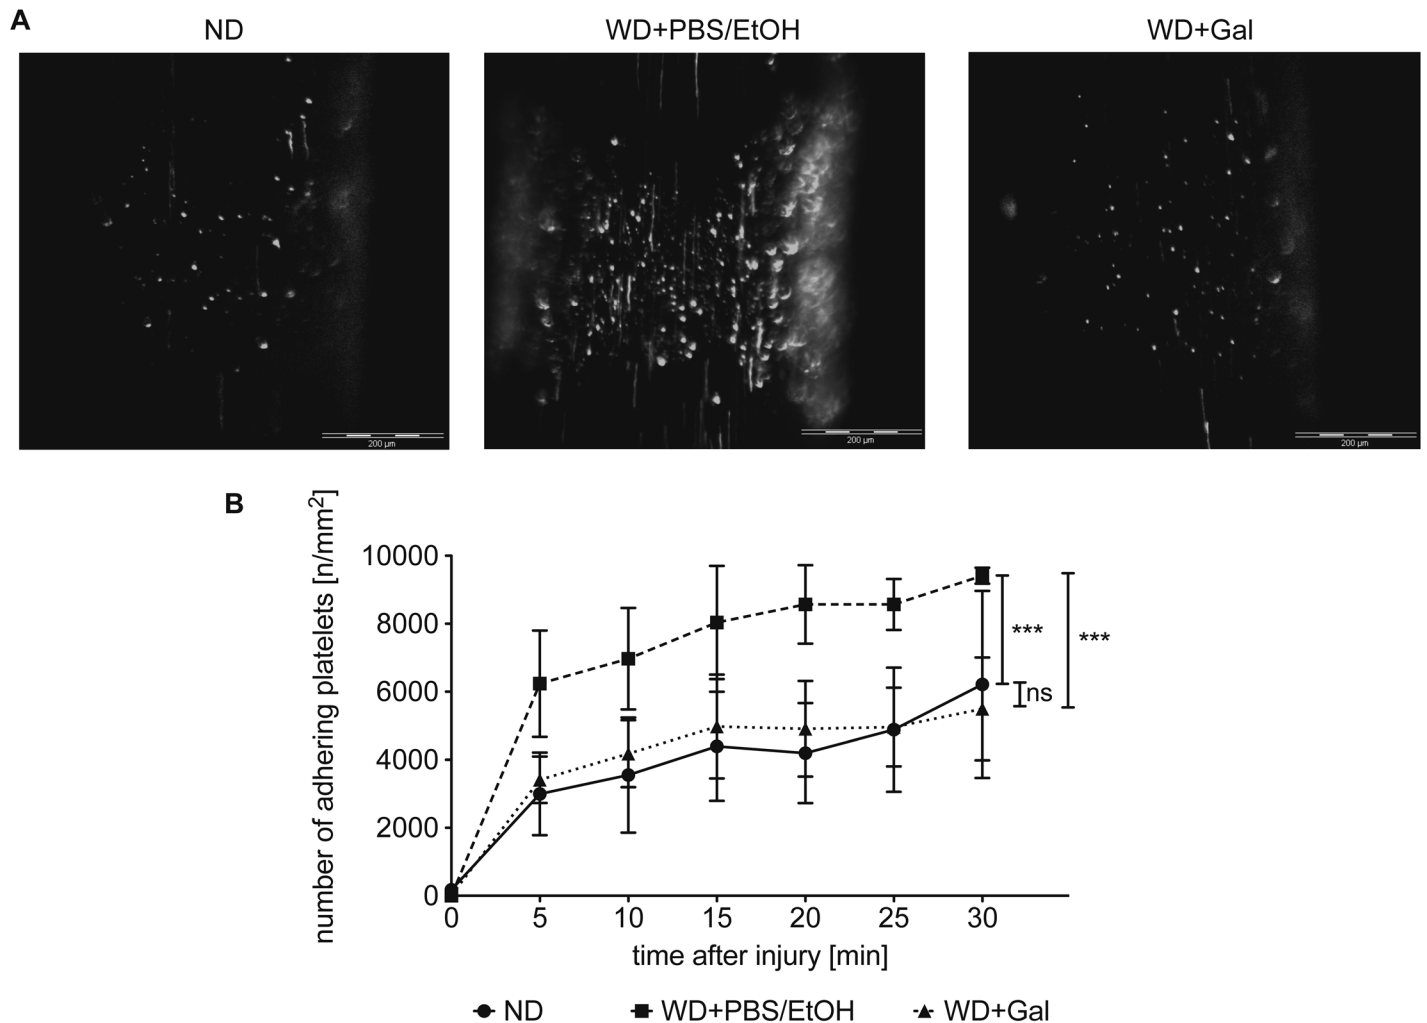 A
ND
WD+PBS/EtOH
WD+Gal
200 µm
200 µm
200 µm
B
number of adhering platelets [n/mm²]
10000
8000
6000
4000
2000
0
***
***
ns
0 5 10 15 20 25 30
time after injury [min]
ND WD+PBS/EtOH WD+Gal